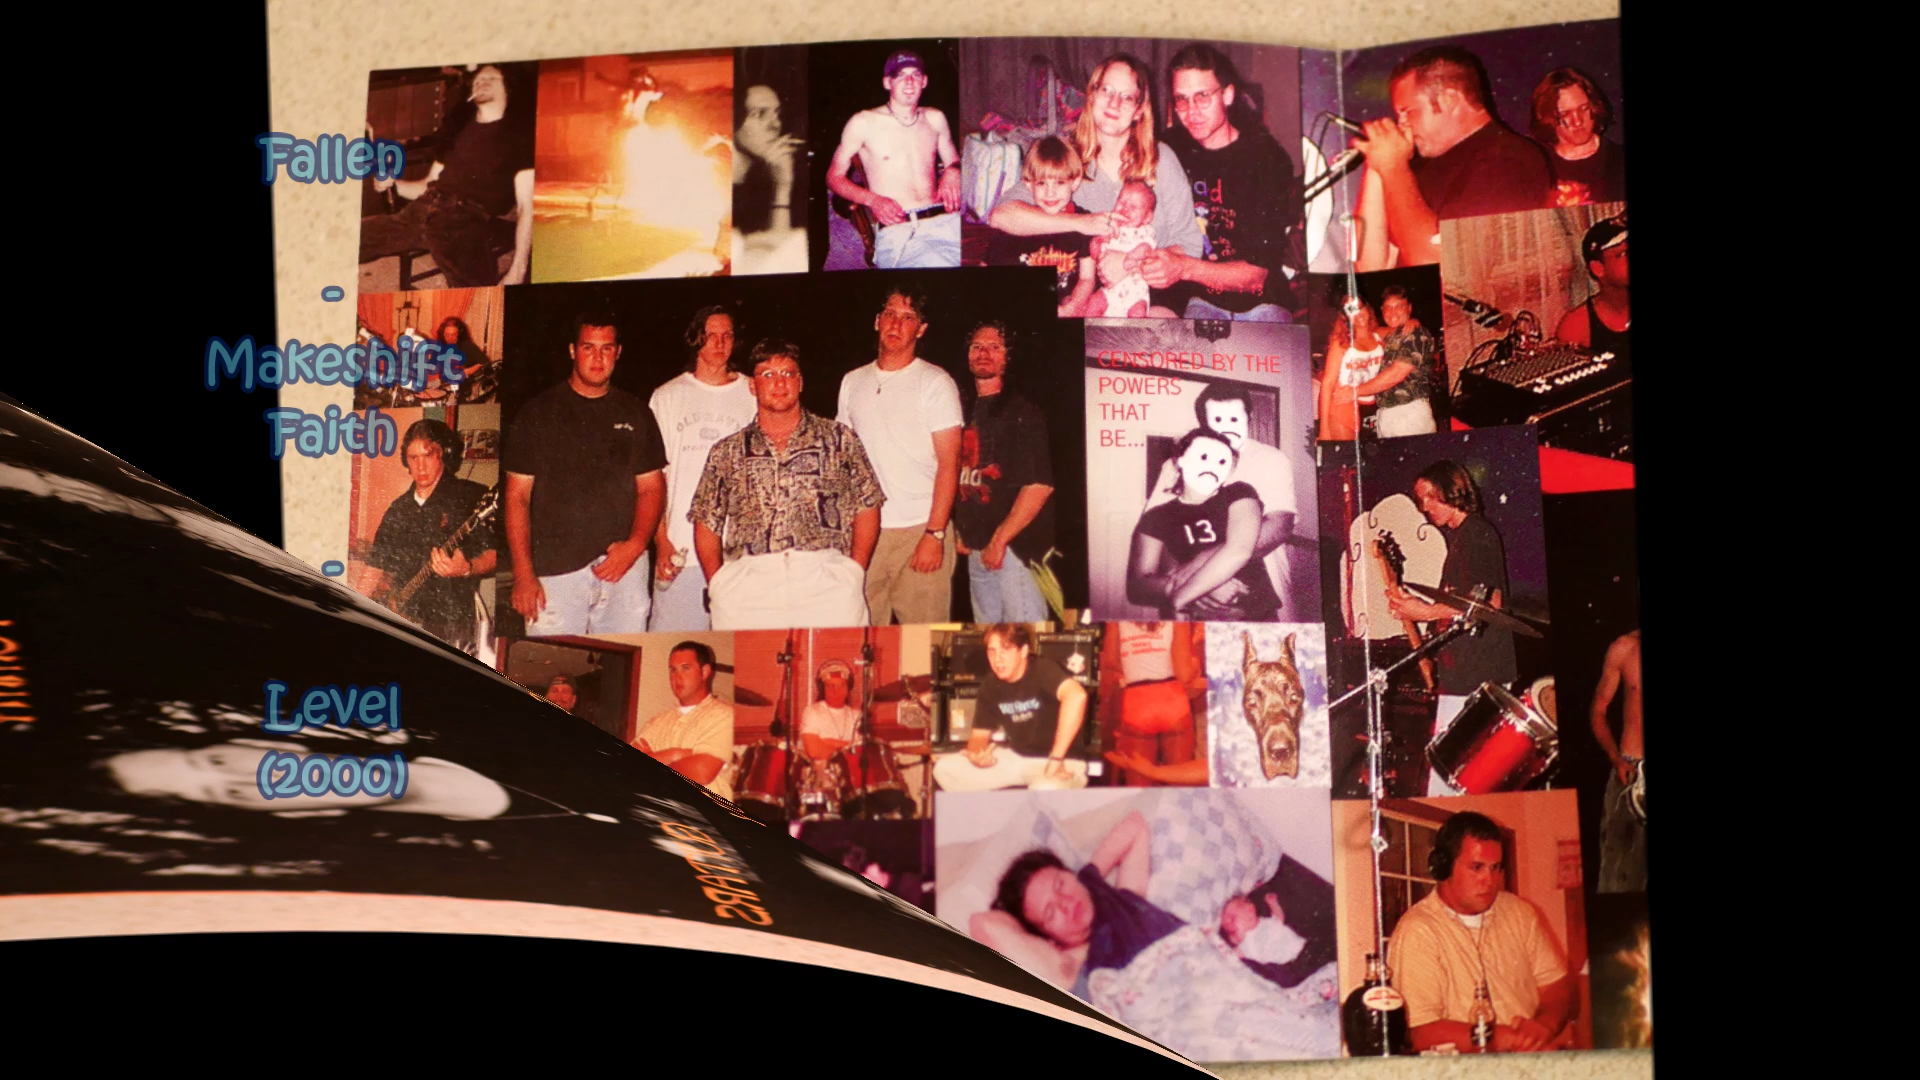 Fallen
-
Makeshift
Faith
-
Level
(2000)
CENSORED BY THE
POWERS
THAT
BE...
13